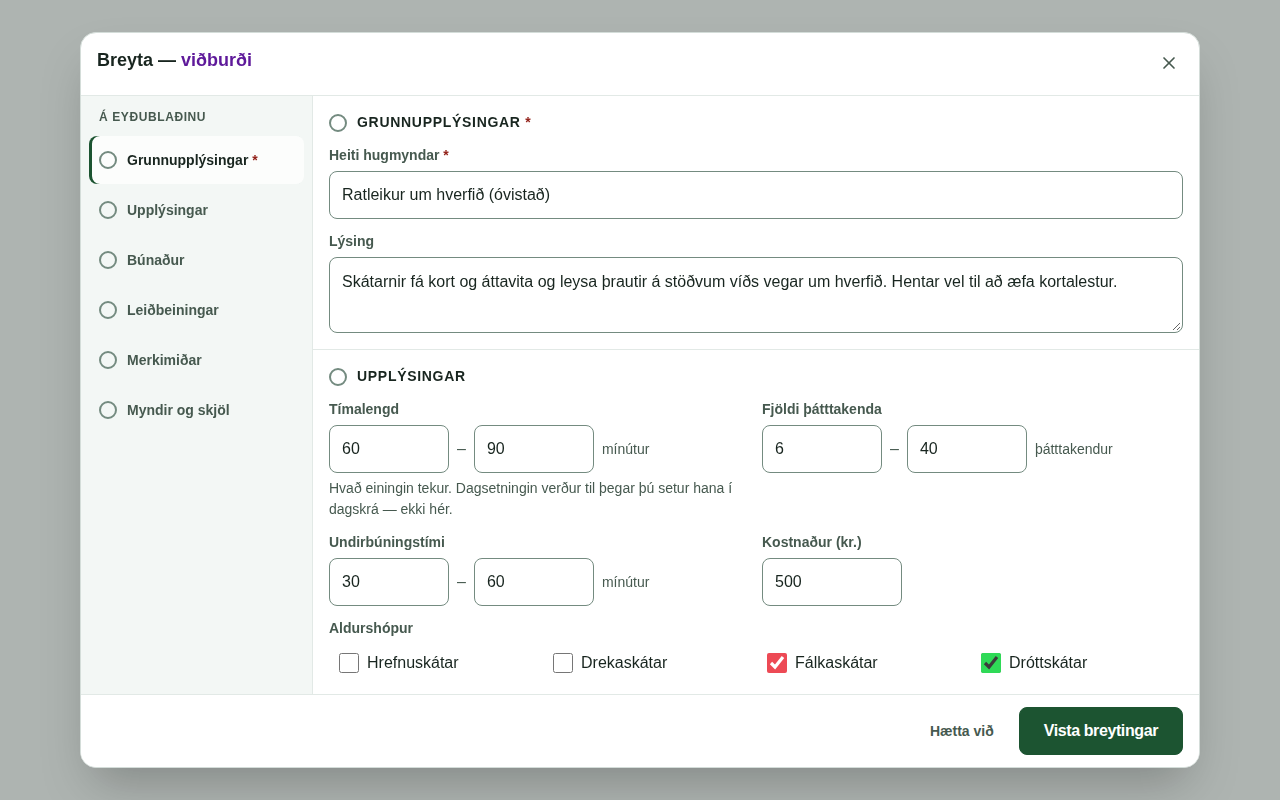 Breyta — viðburði
Á EYÐUBLAÐINU
Grunnupplýsingar *
Upplýsingar
Búnaður
Leiðbeiningar
Merkimiðar
Myndir og skjöl
GRUNNUPPLÝSINGAR *
Heiti hugmyndar *
Ratleikur um hverfið (óvistað)
Lýsing
Skátarnir fá kort og áttavita og leysa þrautir á stöðvum víðs vegar um hverfið. Hentar vel til að æfa kortalestur.
UPPLÝSINGAR
Tímalengd
60 – 90 mínútur
Hvað einingin tekur. Dagsetningin verður til þegar þú setur hana í
dagskrá — ekki hér.
Fjöldi þátttakenda
6 – 40 þátttakendur
Undirbúningstími
30 – 60 mínútur
Kostnaður (kr.)
500
Aldurshópur
Hrefnuskátar Drekaskátar Fálkaskátar Dróttskátar
Hætta við Vista breytingar